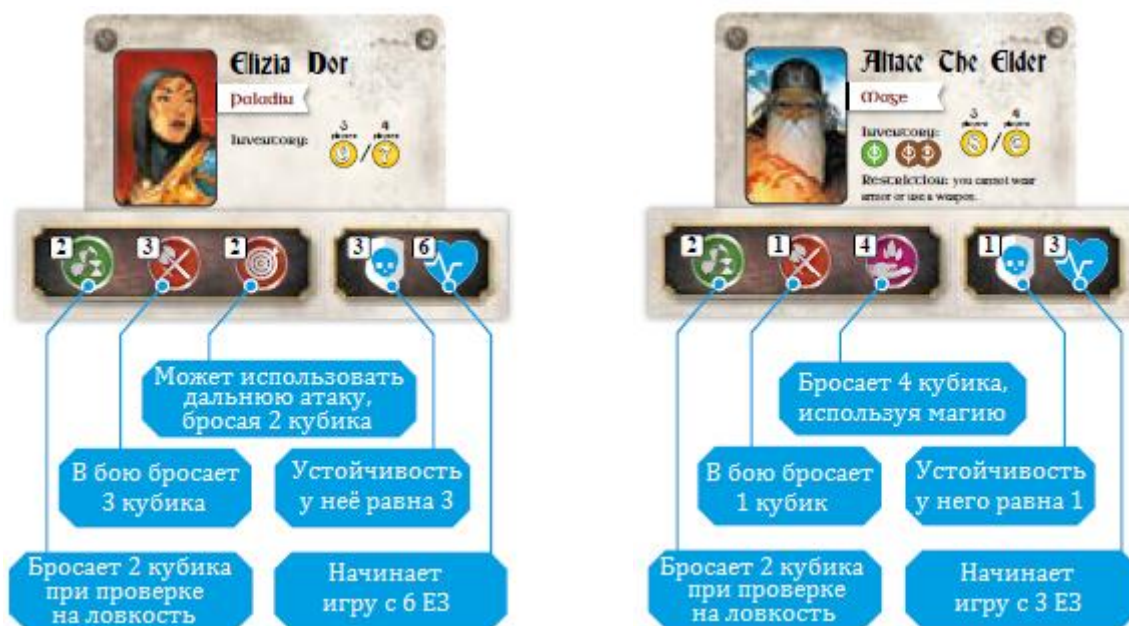 Elizia Dor
Paladin
3 players
4 players
Inventory:
9 / 7
2
3
2
3
6
Может использовать
дальнюю атаку,
бросая 2 кубика
В бою бросает
3 кубика
Устойчивость
у неё равна 3
Бросает 2 кубика
при проверке
на ловкость
Начинает
игру с 6 ЕЗ
Altace The Elder
Mage
3 players
4 players
Inventory:
Restriction: you cannot wear
armor or use a weapon.
2
1
4
1
3
Бросает 4 кубика,
используя магию
В бою бросает
1 кубик
Устойчивость
у него равна 1
Бросает 2 кубика
при проверке
на ловкость
Начинает
игру с 3 ЕЗ